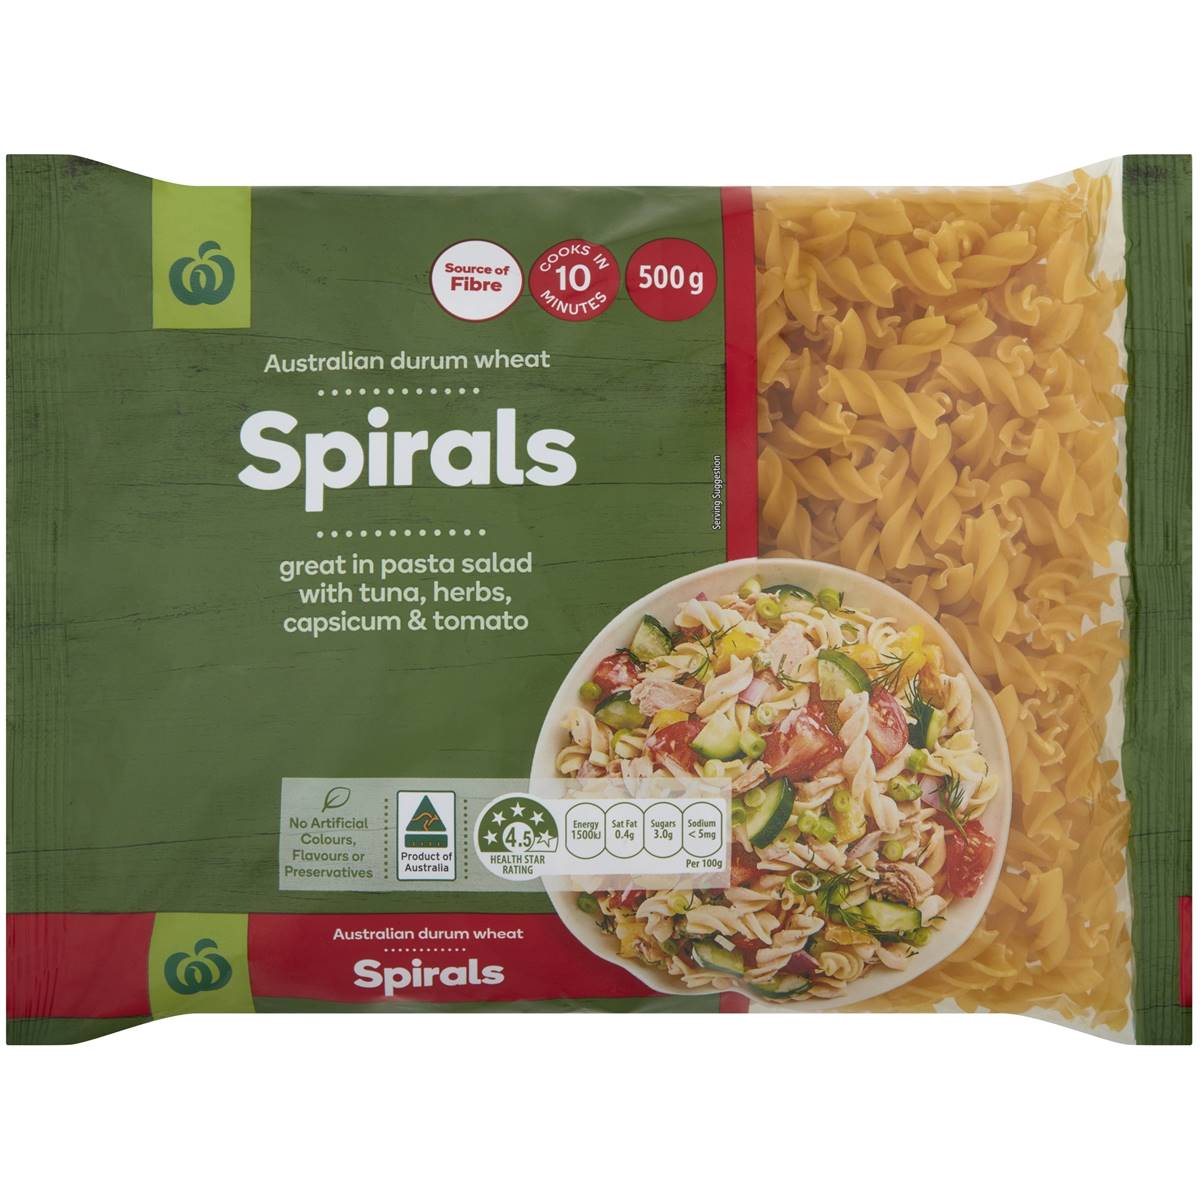 Source of
Fibre
COOKS IN
10
MINUTES
500g
Australian durum wheat
Spirals
great in pasta salad
with tuna, herbs,
capsicum & tomato
Serving Suggestion
No Artificial
Colours,
Flavours or
Preservatives
Product of
Australia
4.5
HEALTH STAR
RATING
Energy
1500kJ
Sat Fat
0.4g
Sugars
3.0g
Sodium
< 5mg
Per 100g
Australian durum wheat
Spirals